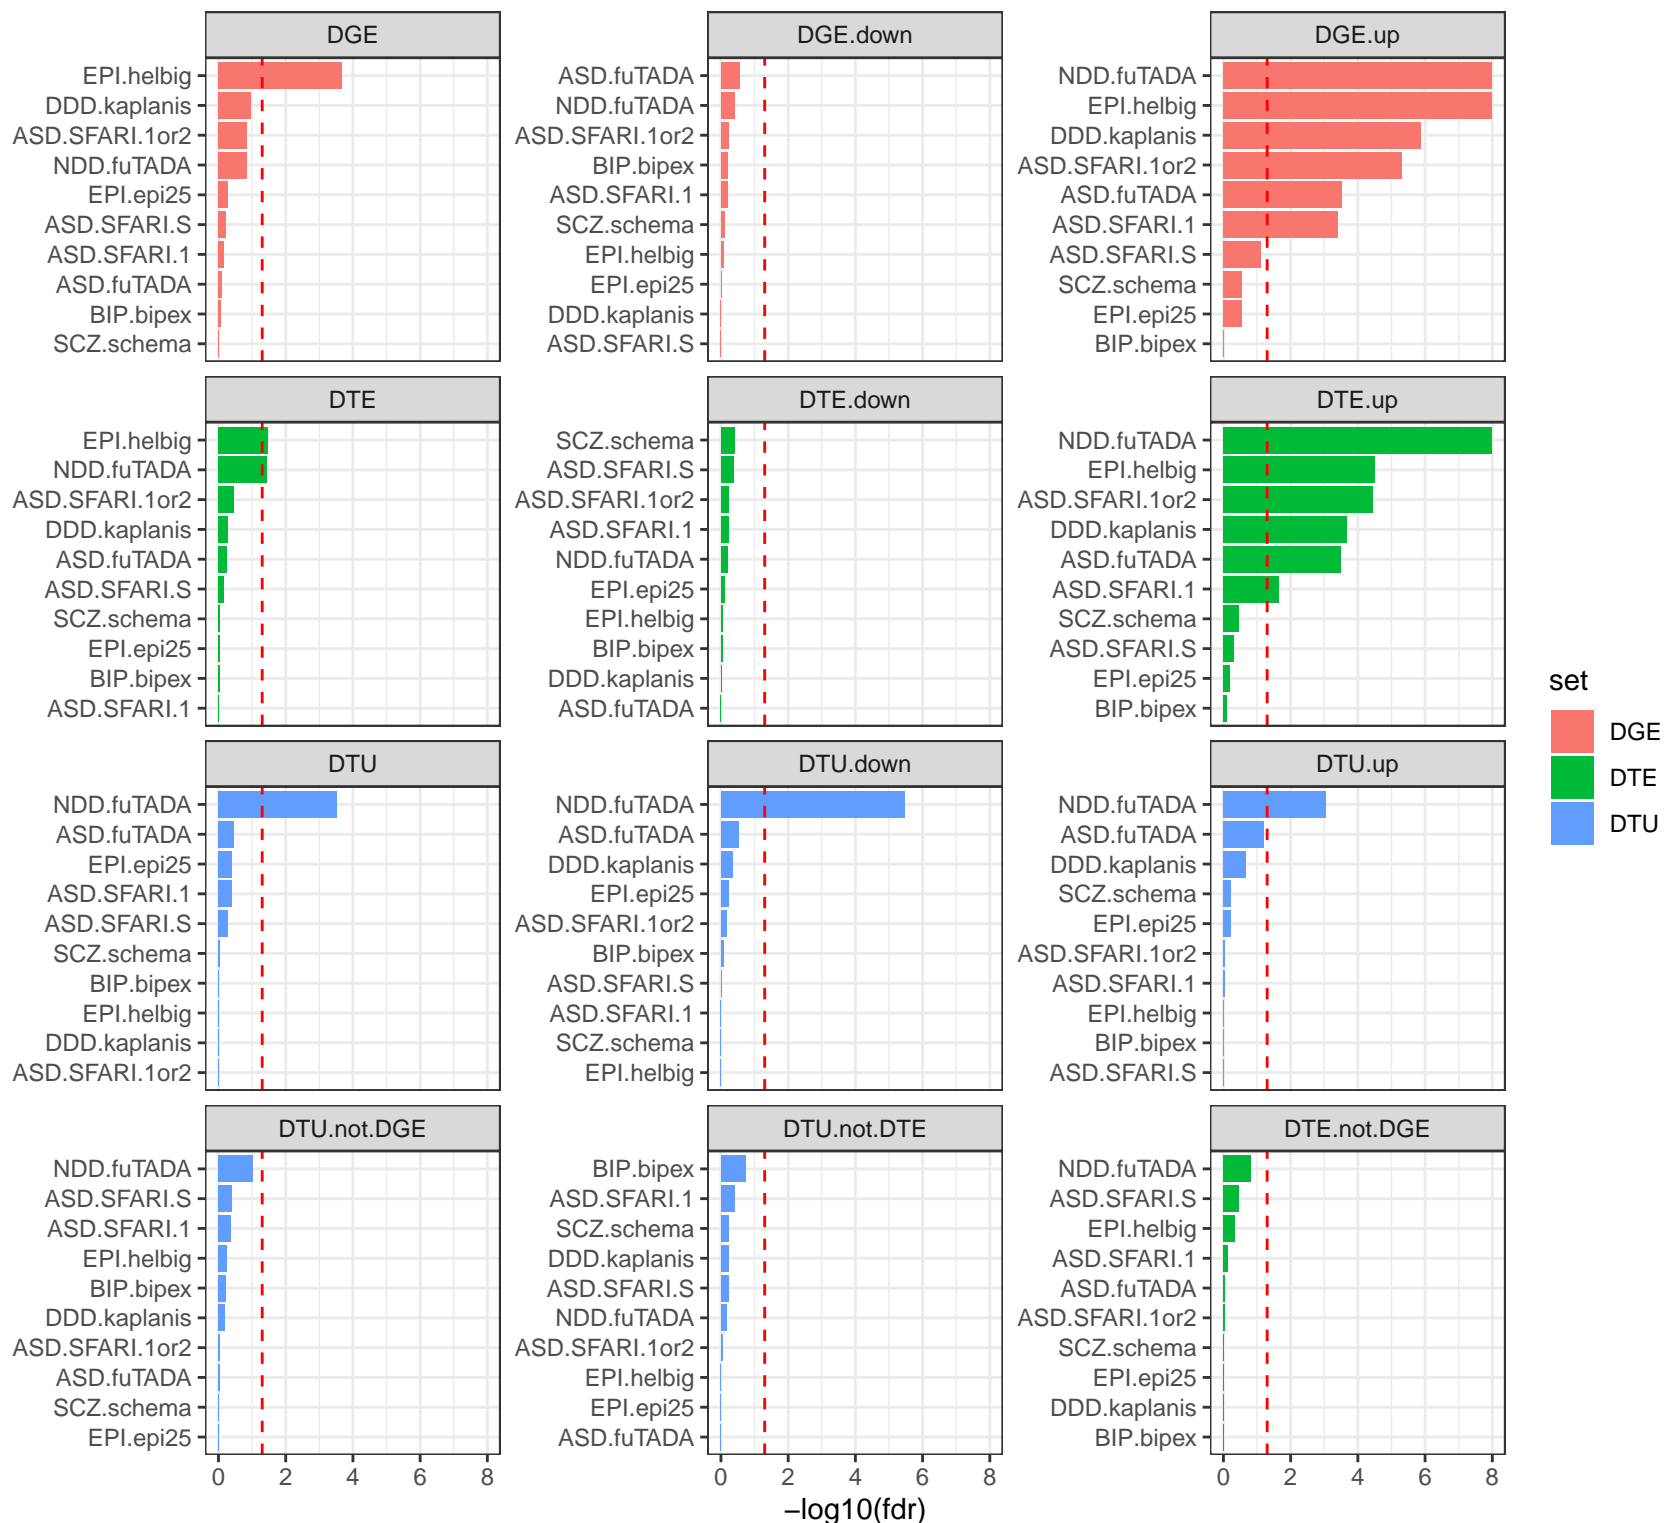 DGE
EPI.helbig
DDD.kaplanis
ASD.SFARI.1or2
NDD.fuTADA
EPI.epi25
ASD.SFARI.S
ASD.SFARI.1
ASD.fuTADA
BIP.bipex
SCZ.schema
DGE.down
ASD.fuTADA
NDD.fuTADA
ASD.SFARI.1or2
BIP.bipex
ASD.SFARI.1
SCZ.schema
EPI.helbig
EPI.epi25
DDD.kaplanis
ASD.SFARI.S
DGE.up
NDD.fuTADA
EPI.helbig
DDD.kaplanis
ASD.SFARI.1or2
ASD.fuTADA
ASD.SFARI.1
ASD.SFARI.S
SCZ.schema
EPI.epi25
BIP.bipex
DTE
EPI.helbig
NDD.fuTADA
ASD.SFARI.1or2
DDD.kaplanis
ASD.fuTADA
ASD.SFARI.S
SCZ.schema
EPI.epi25
BIP.bipex
ASD.SFARI.1
DTE.down
SCZ.schema
ASD.SFARI.S
ASD.SFARI.1or2
ASD.SFARI.1
NDD.fuTADA
EPI.epi25
EPI.helbig
BIP.bipex
DDD.kaplanis
ASD.fuTADA
DTE.up
NDD.fuTADA
EPI.helbig
ASD.SFARI.1or2
DDD.kaplanis
ASD.fuTADA
ASD.SFARI.1
SCZ.schema
ASD.SFARI.S
EPI.epi25
BIP.bipex
DTU
NDD.fuTADA
ASD.fuTADA
EPI.epi25
ASD.SFARI.1
ASD.SFARI.S
SCZ.schema
BIP.bipex
EPI.helbig
DDD.kaplanis
ASD.SFARI.1or2
DTU.down
NDD.fuTADA
ASD.fuTADA
DDD.kaplanis
EPI.epi25
ASD.SFARI.1or2
BIP.bipex
ASD.SFARI.S
ASD.SFARI.1
SCZ.schema
EPI.helbig
DTU.up
NDD.fuTADA
ASD.fuTADA
DDD.kaplanis
SCZ.schema
EPI.epi25
ASD.SFARI.1or2
ASD.SFARI.1
EPI.helbig
BIP.bipex
ASD.SFARI.S
DTU.not.DGE
NDD.fuTADA
ASD.SFARI.S
ASD.SFARI.1
EPI.helbig
BIP.bipex
DDD.kaplanis
ASD.SFARI.1or2
ASD.fuTADA
SCZ.schema
EPI.epi25
0 2 4 6 8
DTU.not.DTE
BIP.bipex
ASD.SFARI.1
SCZ.schema
DDD.kaplanis
ASD.SFARI.S
NDD.fuTADA
ASD.SFARI.1or2
EPI.helbig
EPI.epi25
ASD.fuTADA
0 2 4 6 8
DTE.not.DGE
NDD.fuTADA
ASD.SFARI.S
EPI.helbig
ASD.SFARI.1
ASD.fuTADA
ASD.SFARI.1or2
SCZ.schema
EPI.epi25
DDD.kaplanis
BIP.bipex
0 2 4 6 8
−log10(fdr)
set
DGE
DTE
DTU